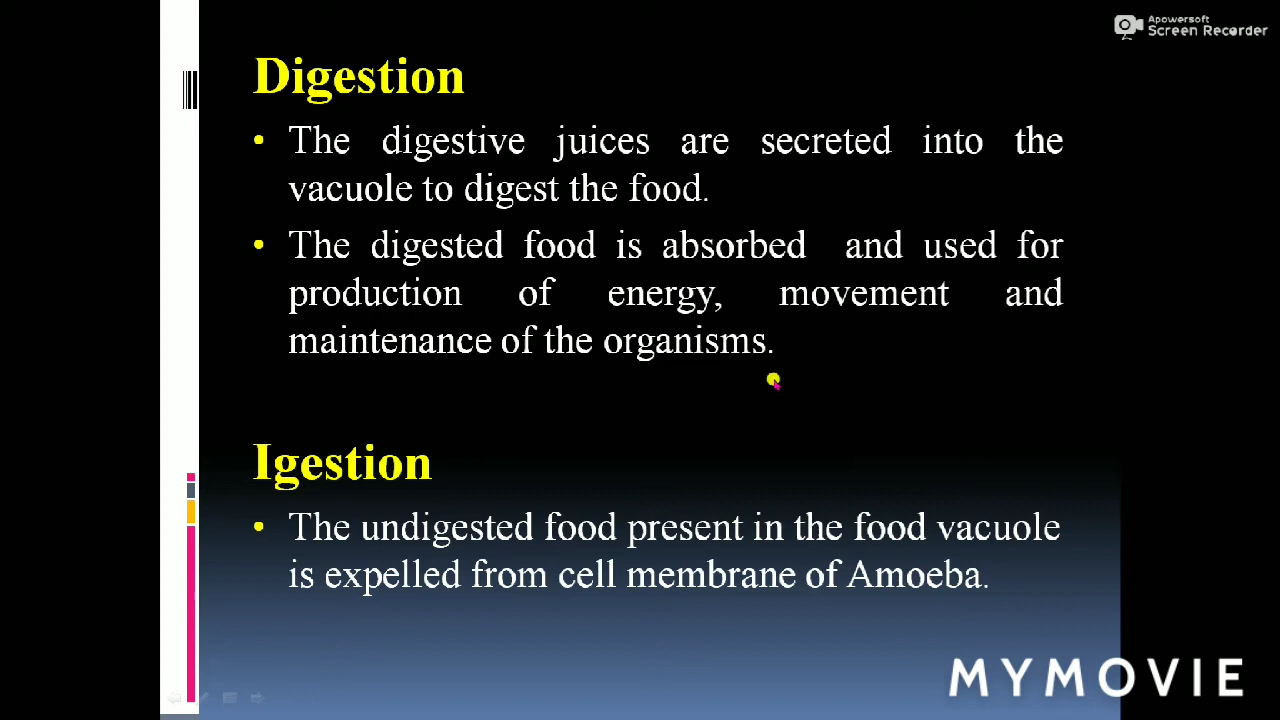 Apowersoft
Screen Recorder
Digestion
• The digestive juices are secreted into the
vacuole to digest the food.
• The digested food is absorbed and used for
production of energy, movement and
maintenance of the organisms.
Igestion
• The undigested food present in the food vacuole
is expelled from cell membrane of Amoeba.
MYMOVIE